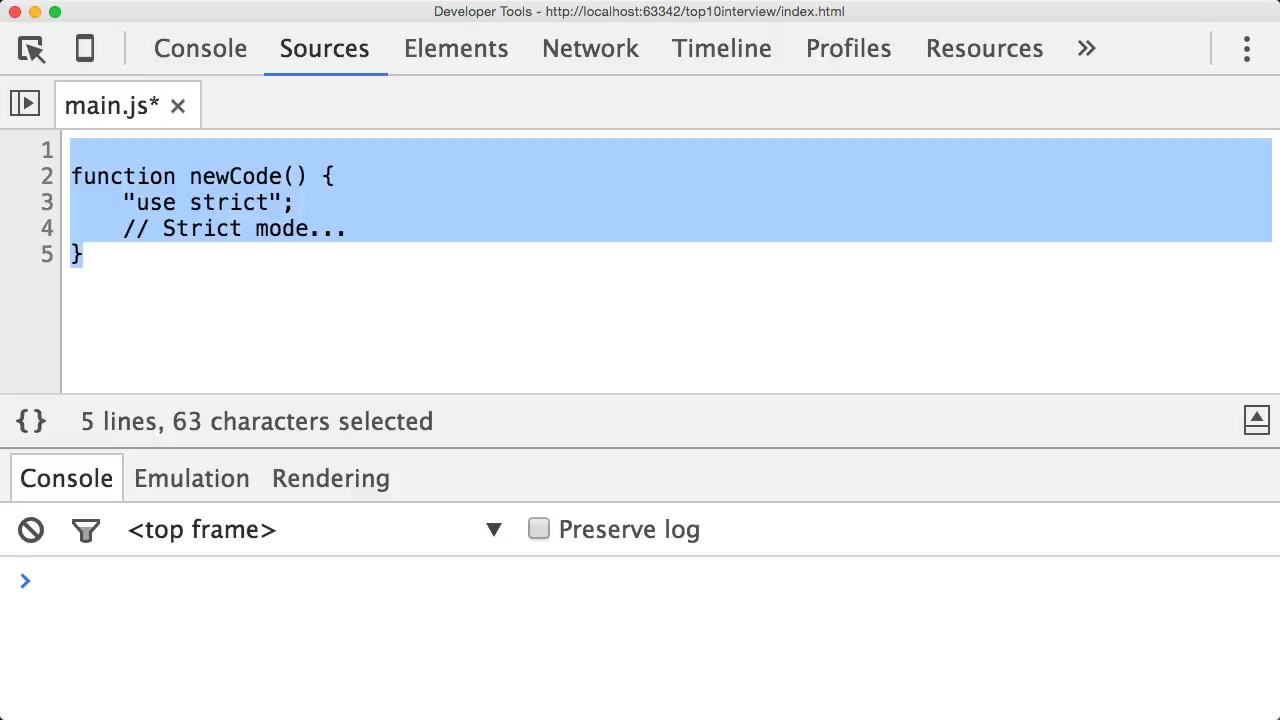 Developer Tools - http://localhost:63342/top10interview/index.html
Console Sources Elements Network Timeline Profiles Resources »
main.js* ×
1
2 function newCode() {
3 "use strict";
4 // Strict mode...
5 }
{} 5 lines, 63 characters selected
Console Emulation Rendering
<top frame> ▼ Preserve log
>